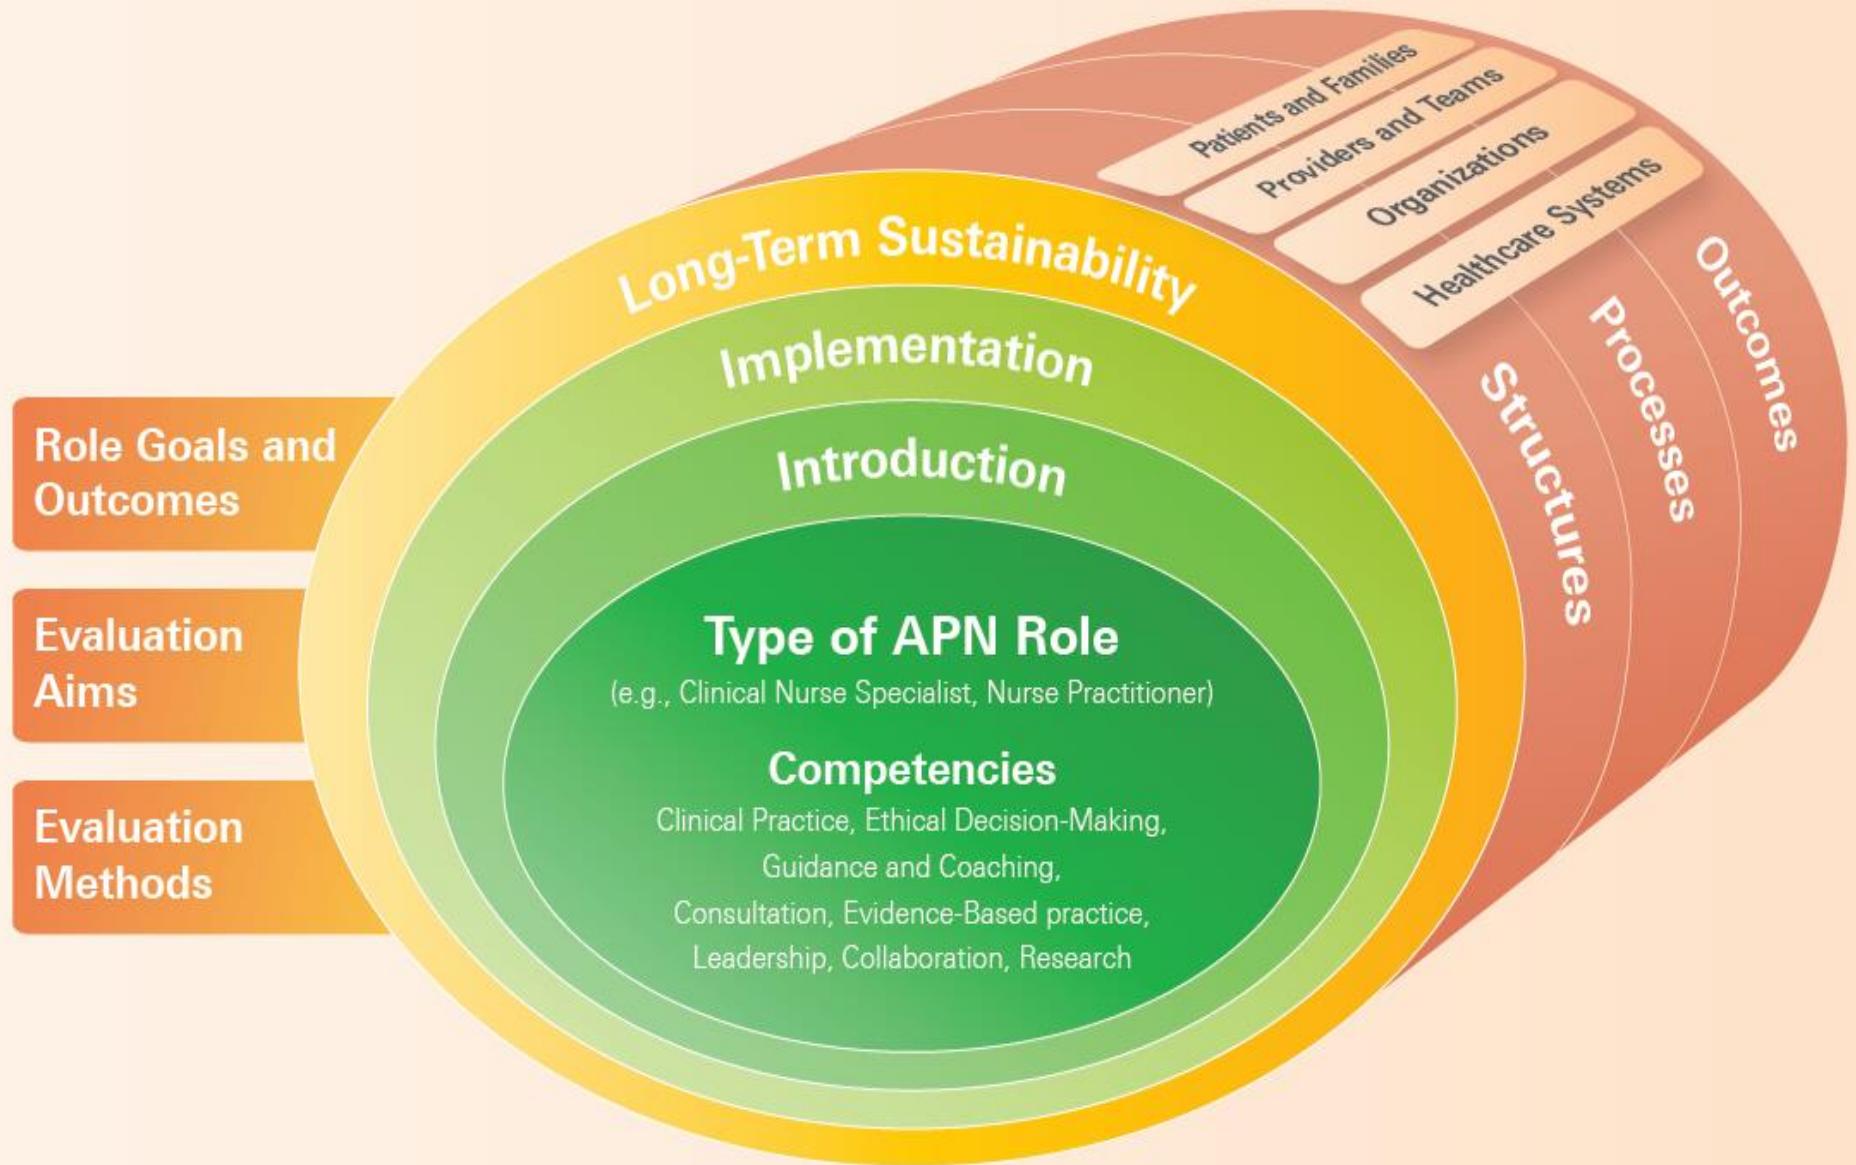 Patients and Families
Providers and Teams
Organizations
Healthcare Systems
Outcomes
Processes
Structures
Long-Term Sustainability
Implementation
Introduction
Role Goals and
Outcomes
Evaluation
Aims
Evaluation
Methods
Type of APN Role
(e.g., Clinical Nurse Specialist, Nurse Practitioner)
Competencies
Clinical Practice, Ethical Decision-Making,
Guidance and Coaching,
Consultation, Evidence-Based practice,
Leadership, Collaboration, Research